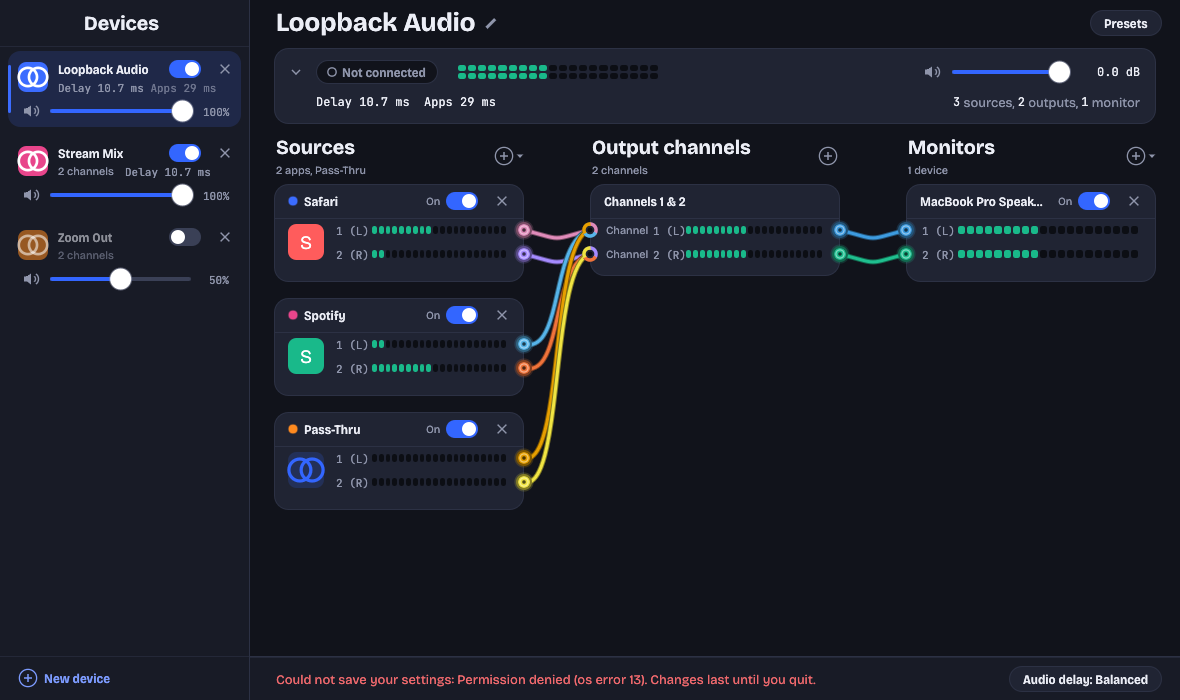 Devices
Loopback Audio
Delay 10.7 ms Apps 29 ms
100%
Stream Mix
2 channels Delay 10.7 ms
100%
Zoom Out
2 channels
50%
New device
Loopback Audio
Presets
Not connected
0.0 dB
Delay 10.7 ms Apps 29 ms
3 sources, 2 outputs, 1 monitor
Sources
2 apps, Pass-Thru
Safari On
S
1 (L)
2 (R)
Spotify On
S
1 (L)
2 (R)
Pass-Thru On
1 (L)
2 (R)
Output channels
2 channels
Channels 1 & 2
Channel 1 (L)
Channel 2 (R)
Monitors
1 device
MacBook Pro Speak... On
1 (L)
2 (R)
Could not save your settings: Permission denied (os error 13). Changes last until you quit.
Audio delay: Balanced